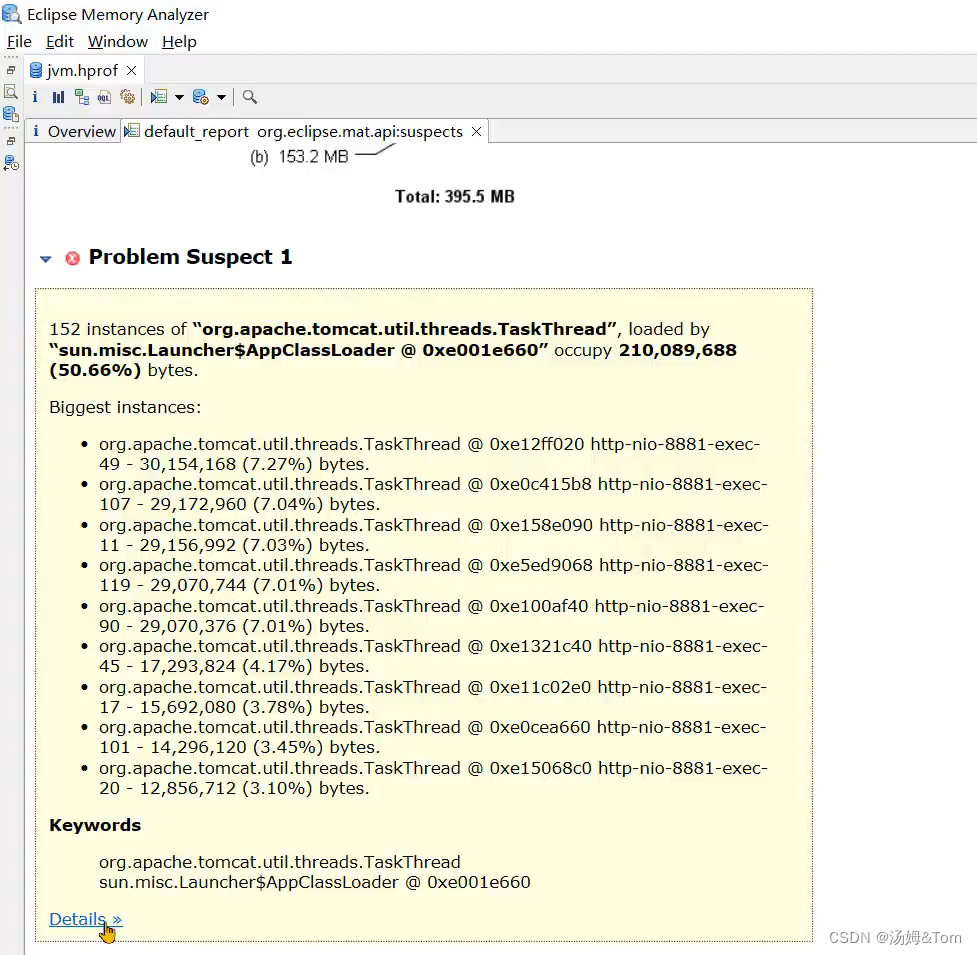 Eclipse Memory Analyzer
File Edit Window Help
jvm.hprof
Overview default_report org.eclipse.mat.api:suspects
(b) 153.2 MB
Total: 395.5 MB
Problem Suspect 1
152 instances of “org.apache.tomcat.util.threads.TaskThread”, loaded by
“sun.misc.Launcher$AppClassLoader @ 0xe001e660” occupy 210,089,688
(50.66%) bytes.
Biggest instances:
• org.apache.tomcat.util.threads.TaskThread @ 0xe12ff020 http-nio-8881-exec-
49 - 30,154,168 (7.27%) bytes.
• org.apache.tomcat.util.threads.TaskThread @ 0xe0c415b8 http-nio-8881-exec-
107 - 29,172,960 (7.04%) bytes.
• org.apache.tomcat.util.threads.TaskThread @ 0xe158e090 http-nio-8881-exec-
11 - 29,156,992 (7.03%) bytes.
• org.apache.tomcat.util.threads.TaskThread @ 0xe5ed9068 http-nio-8881-exec-
119 - 29,070,744 (7.01%) bytes.
• org.apache.tomcat.util.threads.TaskThread @ 0xe100af40 http-nio-8881-exec-
90 - 29,070,376 (7.01%) bytes.
• org.apache.tomcat.util.threads.TaskThread @ 0xe1321c40 http-nio-8881-exec-
45 - 17,293,824 (4.17%) bytes.
• org.apache.tomcat.util.threads.TaskThread @ 0xe11c02e0 http-nio-8881-exec-
17 - 15,692,080 (3.78%) bytes.
• org.apache.tomcat.util.threads.TaskThread @ 0xe0cea660 http-nio-8881-exec-
101 - 14,296,120 (3.45%) bytes.
• org.apache.tomcat.util.threads.TaskThread @ 0xe15068c0 http-nio-8881-exec-
20 - 12,856,712 (3.10%) bytes.
Keywords
org.apache.tomcat.util.threads.TaskThread
sun.misc.Launcher$AppClassLoader @ 0xe001e660
Details »
CSDN @汤姆&Tom